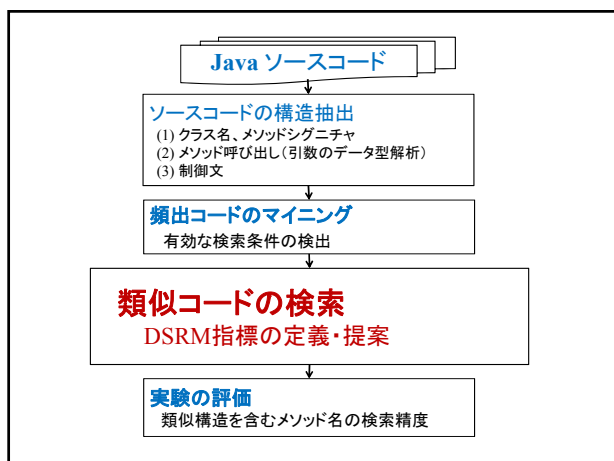 Java ソースコード
ソースコードの構造抽出
(1) クラス名、メソッドシグニチャ
(2) メソッド呼び出し(引数のデータ型解析)
(3) 制御文
頻出コードのマイニング
有効な検索条件の検出
類似コードの検索
DSRM指標の定義・提案
実験の評価
類似構造を含むメソッド名の検索精度